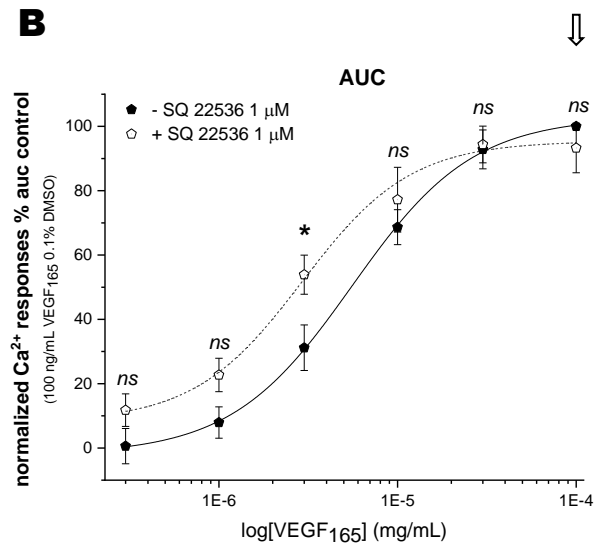 B
AUC
- SQ 22536 1 μM
+ SQ 22536 1 μM
normalized Ca²⁺ responses % auc control
(100 ng/mL VEGF₁₆₅ 0.1% DMSO)
100
80
60
40
20
0
ns
ns
*
ns
ns
ns
1E-6
1E-5
1E-4
log[VEGF₁₆₅] (mg/mL)